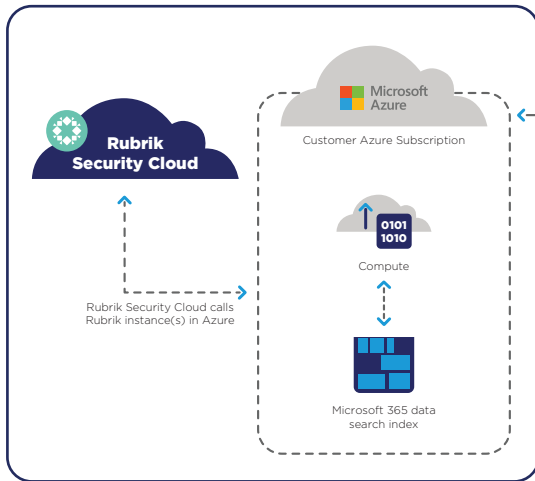 Microsoft
Azure
Customer Azure Subscription
Rubrik
Security Cloud
0101
1010
Compute
Rubrik Security Cloud calls
Rubrik instance(s) in Azure
Microsoft 365 data
search index